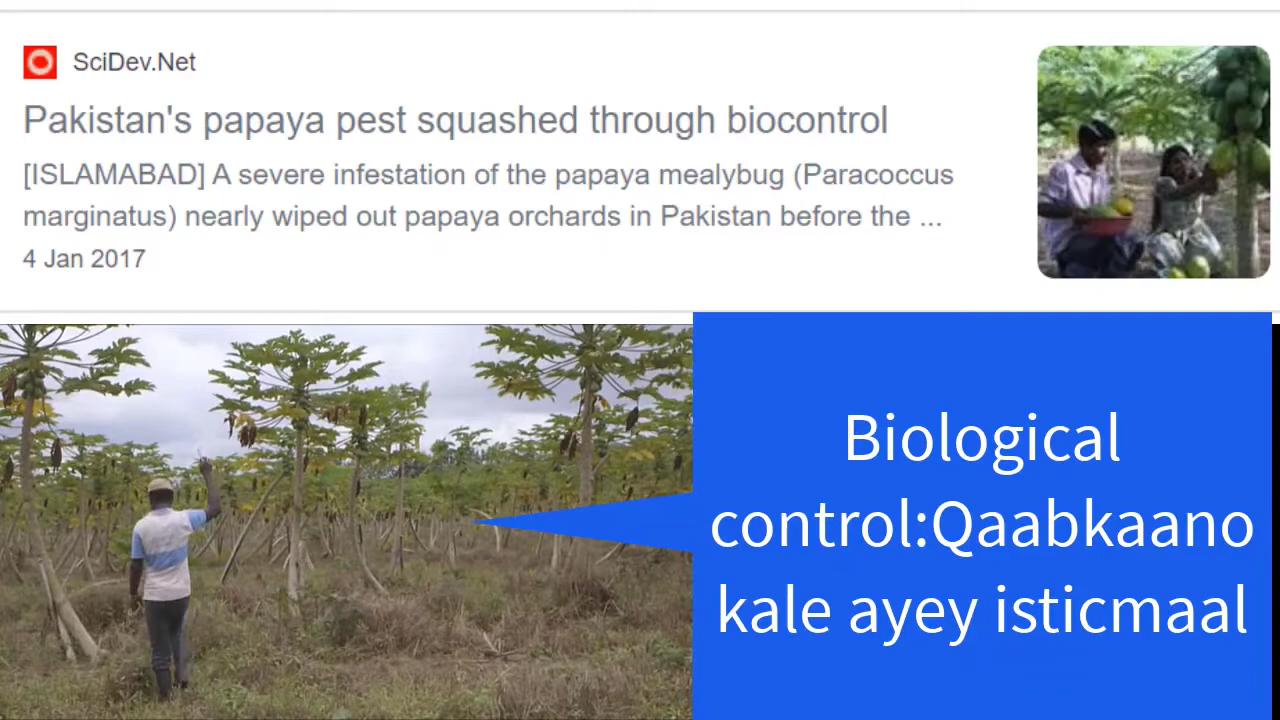 SciDev.Net
Pakistan's papaya pest squashed through biocontrol
[ISLAMABAD] A severe infestation of the papaya mealybug (Paracoccus
marginatus) nearly wiped out papaya orchards in Pakistan before the ...
4 Jan 2017
Biological
control:Qaabkaano
kale ayey isticmaal